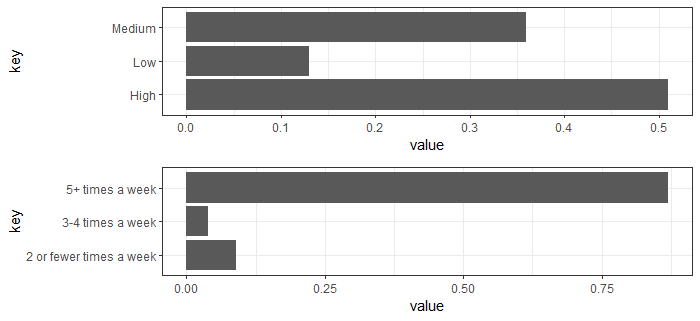 key
Medium
Low
High
0.0 0.1 0.2 0.3 0.4 0.5
value
key
5+ times a week
3-4 times a week
2 or fewer times a week
0.00 0.25 0.50 0.75
value